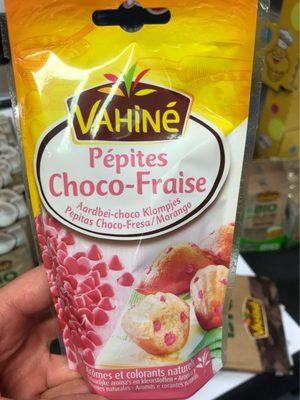 VAHINÉ
Pépites
Choco-Fraise
Aardbei-choco Klompjes
Pepitas Choco-Fresa/Morango
Arômes et colorants naturels